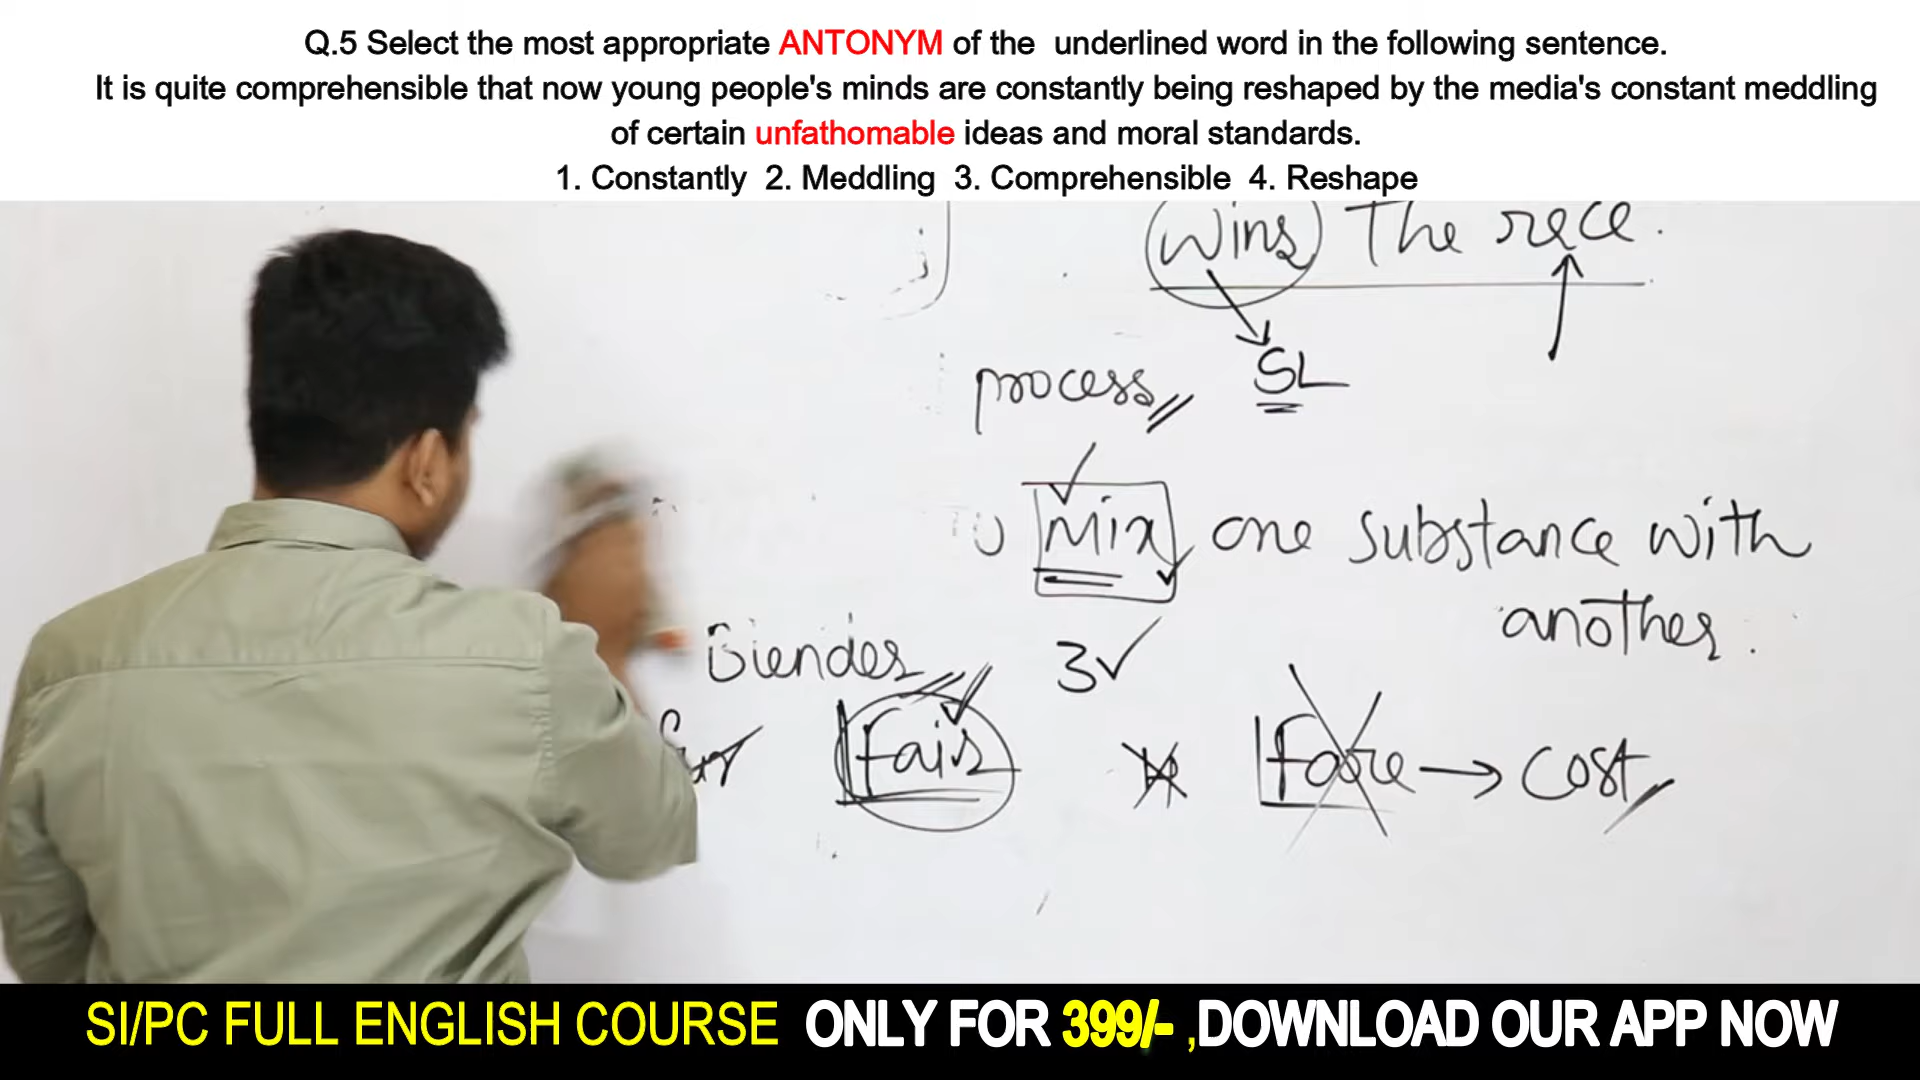 Q.5 Select the most appropriate ANTONYM of the underlined word in the following sentence.
It is quite comprehensible that now young people's minds are constantly being reshaped by the media's constant meddling
of certain unfathomable ideas and moral standards.
1. Constantly 2. Meddling 3. Comprehensible 4. Reshape
Wins The rece.
process SL
Mix one substance with
another.
Blender 3
Fair Fare → cost
SI/PC FULL ENGLISH COURSE ONLY FOR 399/- ,DOWNLOAD OUR APP NOW